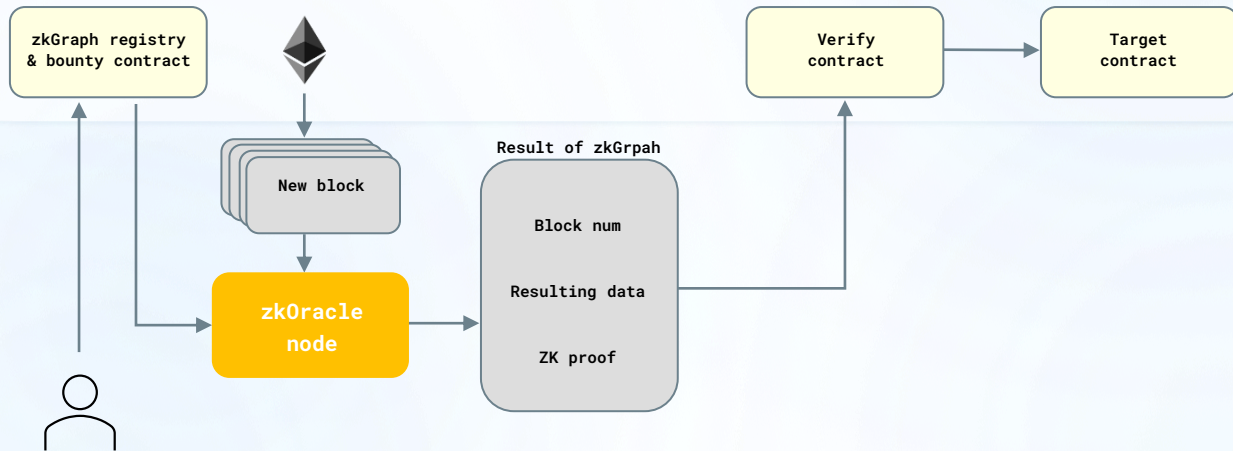 zkGraph registry
& bounty contract
Verify
contract
Target
contract
New block
Result of zkGrpah
Block num
Resulting data
ZK proof
zkOracle
node